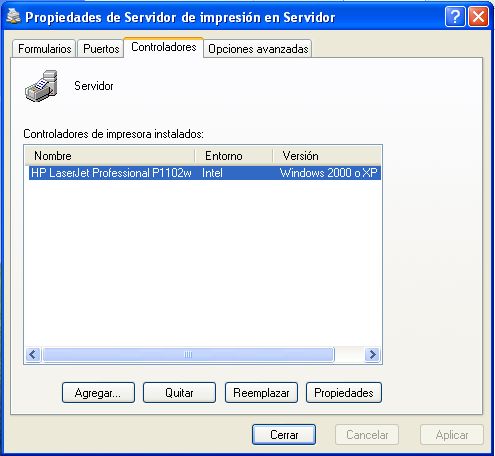 Propiedades de Servidor de impresión en Servidor
Formularios Puertos Controladores Opciones avanzadas
Servidor
Controladores de impresora instalados:
Nombre Entorno Versión
HP LaserJet Professional P1102w Intel Windows 2000 o XP
Agregar... Quitar Reemplazar Propiedades
Cerrar Cancelar Aplicar